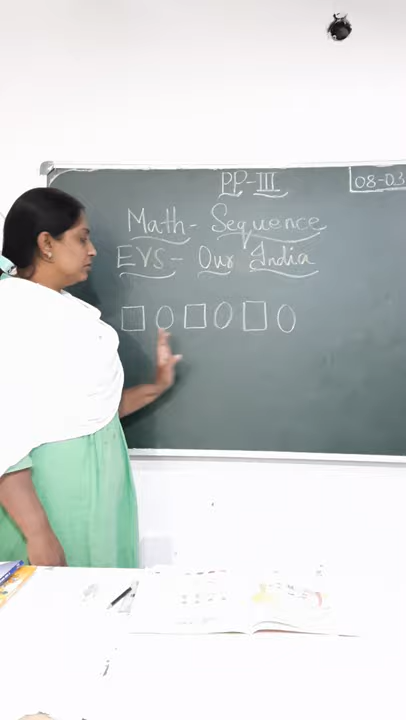 PP-III
08-03
Math- Sequence
EVS- Our India